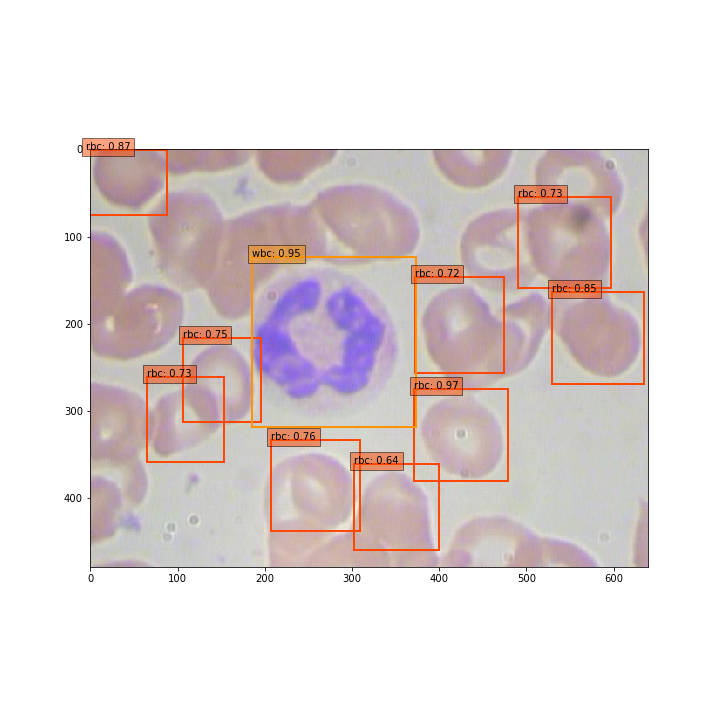 rbc: 0.87
0
rbc: 0.73
100
wbc: 0.95
rbc: 0.72
rbc: 0.85
200
rbc: 0.75
rbc: 0.73
rbc: 0.97
300
rbc: 0.76
rbc: 0.64
400
0 100 200 300 400 500 600